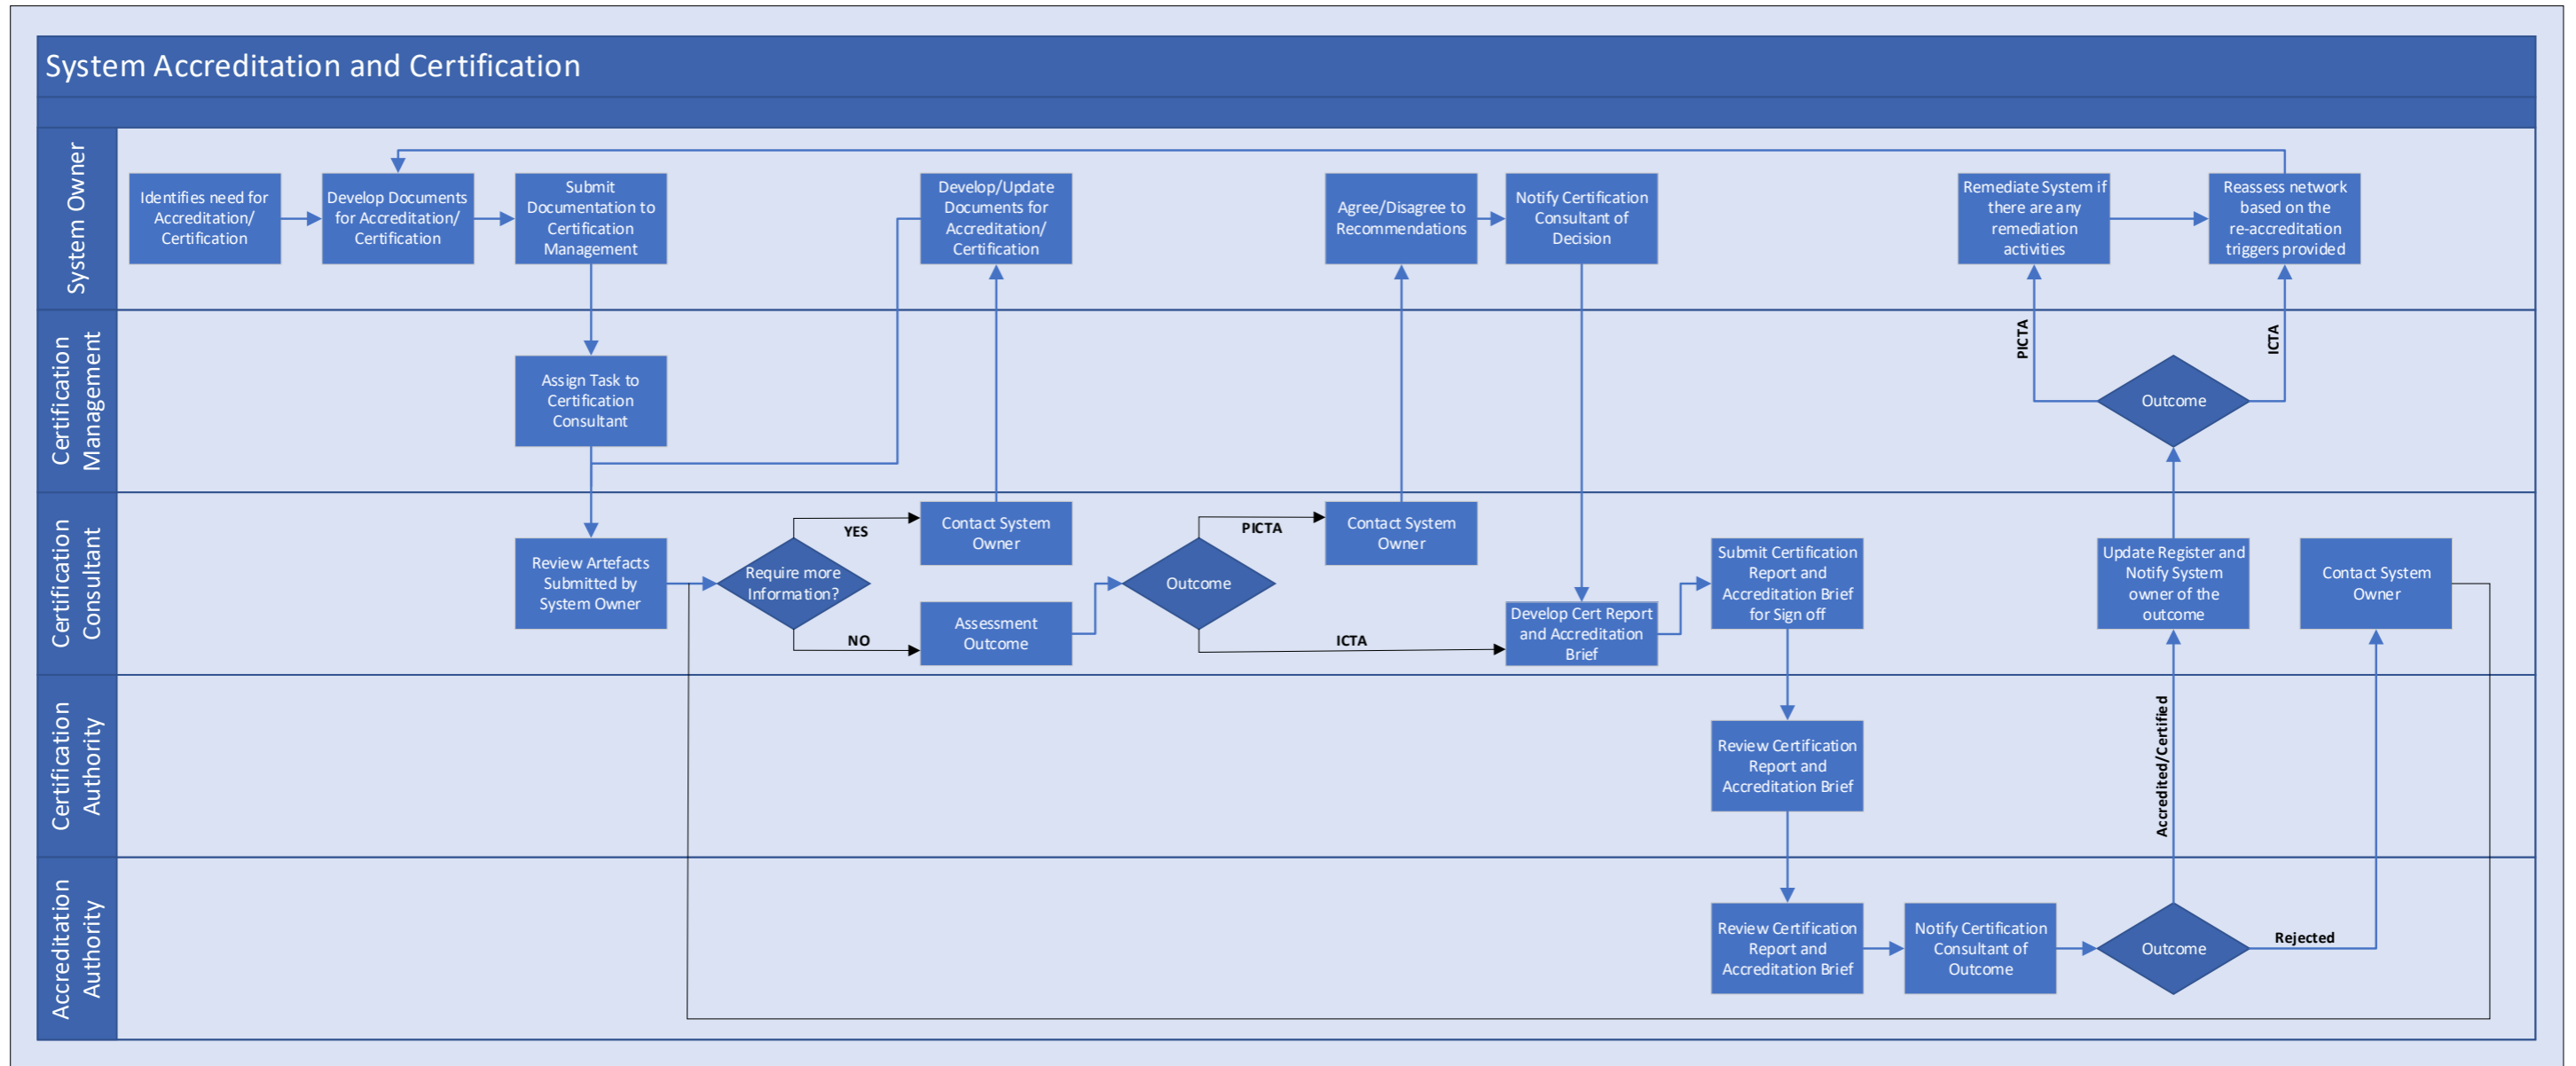 System Accreditation and Certification
System Owner
Identifies need for
Accreditation/
Certification
Develop Documents
for Accreditation/
Certification
Submit
Documentation to
Certification
Management
Develop/Update
Documents for
Accreditation/
Certification
Agree/Disagree to
Recommendations
Notify Certification
Consultant of
Decision
Remediate System if
there are any
remediation
activities
Reassess network
based on the
re-accreditation
triggers provided
Certification
Management
Assign Task to
Certification
Consultant
PICTA
Outcome
ICTA
Certification
Consultant
Review Artefacts
Submitted by
System Owner
Require more
Information?
YES
NO
Contact System
Owner
Assessment
Outcome
Outcome
PICTA
ICTA
Contact System
Owner
Develop Cert Report
and Accreditation
Brief
Submit Certification
Report and
Accreditation Brief
for Sign off
Update Register and
Notify System
owner of the
outcome
Contact System
Owner
Certification
Authority
Review Certification
Report and
Accreditation Brief
Accredited/Certified
Accreditation
Authority
Review Certification
Report and
Accreditation Brief
Notify Certification
Consultant of
Outcome
Outcome
Rejected